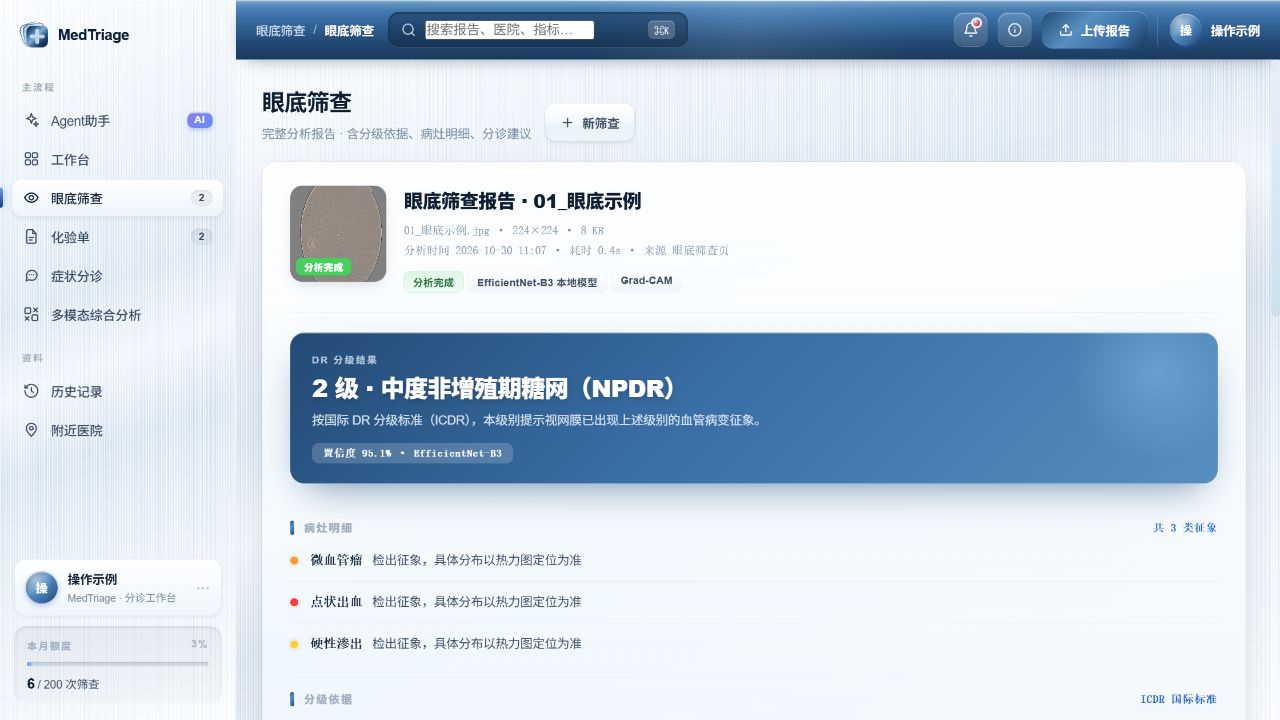 MedTriage
主流程
Agent助手 AI
工作台
眼底筛查 2
化验单 2
症状分诊
多模态综合分析
资料
历史记录
附近医院
操 操作示例 ···
MedTriage · 分诊工作台
本月额度 3%
6 / 200 次筛查
眼底筛查 / 眼底筛查 搜索报告、医院、指标… ⌘K 上传报告 操 操作示例
眼底筛查
完整分析报告 · 含分级依据、病灶明细、分诊建议
+ 新筛查
分析完成
眼底筛查报告 · 01_眼底示例
01_眼底示例.jpg • 224×224 • 8 KB
分析时间 2026-10-30 11:07 • 耗时 0.4s • 来源 眼底筛查页
分析完成 EfficientNet-B3 本地模型 Grad-CAM
DR 分级结果
2 级 · 中度非增殖期糖网（NPDR）
按国际 DR 分级标准（ICDR），本级别提示视网膜已出现上述级别的血管病变征象。
置信度 95.1% • EfficientNet-B3
病灶明细 共 3 类征象
微血管瘤 检出征象，具体分布以热力图定位为准
点状出血 检出征象，具体分布以热力图定位为准
硬性渗出 检出征象，具体分布以热力图定位为准
分级依据 ICDR 国际标准